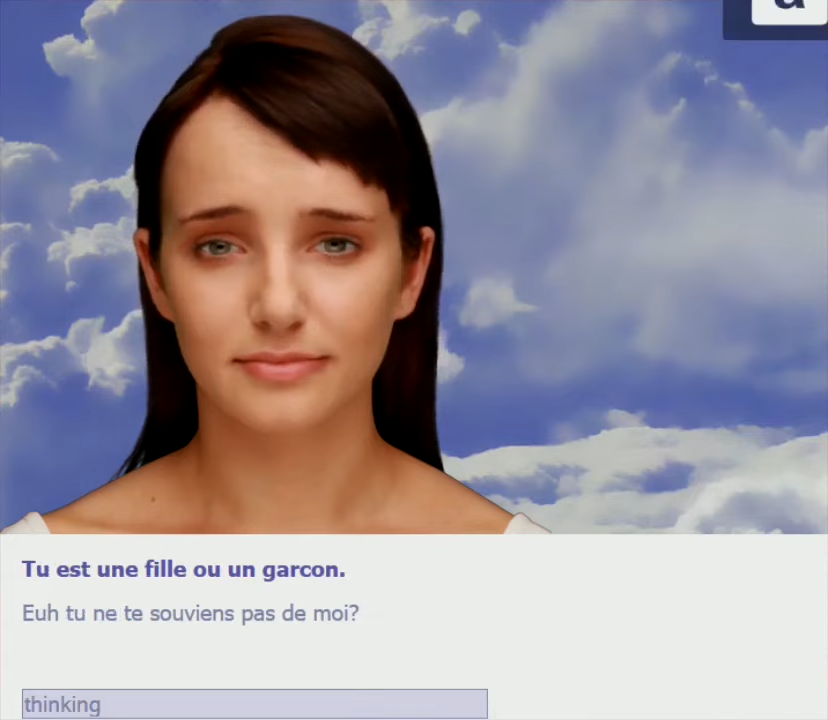 Tu est une fille ou un garcon.
Euh tu ne te souviens pas de moi?
thinking